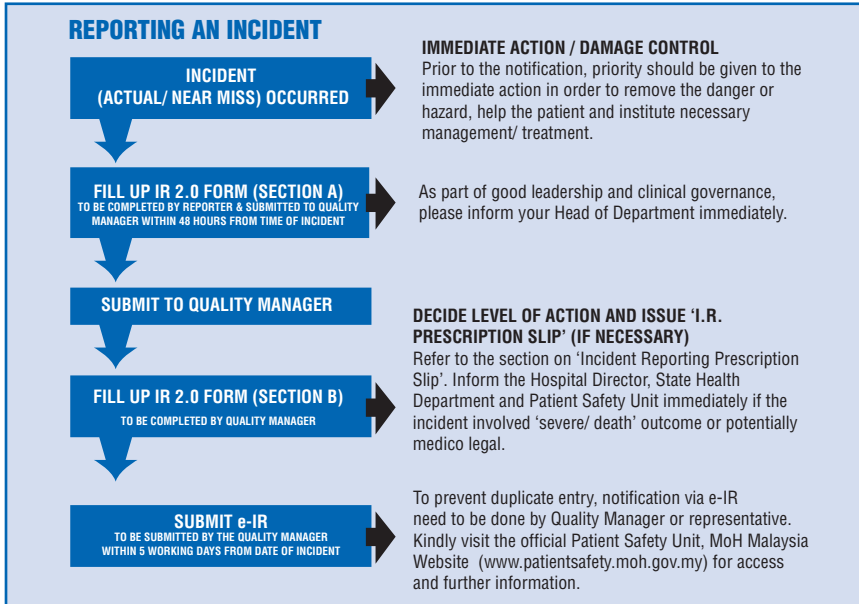 REPORTING AN INCIDENT
INCIDENT
(ACTUAL/ NEAR MISS) OCCURRED
IMMEDIATE ACTION / DAMAGE CONTROL
Prior to the notification, priority should be given to the
immediate action in order to remove the danger or
hazard, help the patient and institute necessary
management/ treatment.
FILL UP IR 2.0 FORM (SECTION A)
TO BE COMPLETED BY REPORTER & SUBMITTED TO QUALITY
MANAGER WITHIN 48 HOURS FROM TIME OF INCIDENT
As part of good leadership and clinical governance,
please inform your Head of Department immediately.
SUBMIT TO QUALITY MANAGER
FILL UP IR 2.0 FORM (SECTION B)
TO BE COMPLETED BY QUALITY MANAGER
DECIDE LEVEL OF ACTION AND ISSUE ‘I.R.
PRESCRIPTION SLIP’ (IF NECESSARY)
Refer to the section on ‘Incident Reporting Prescription
Slip’. Inform the Hospital Director, State Health
Department and Patient Safety Unit immediately if the
incident involved ‘severe/ death’ outcome or potentially
medico legal.
SUBMIT e-IR
TO BE SUBMITTED BY THE QUALITY MANAGER
WITHIN 5 WORKING DAYS FROM DATE OF INCIDENT
To prevent duplicate entry, notification via e-IR
need to be done by Quality Manager or representative.
Kindly visit the official Patient Safety Unit, MoH Malaysia
Website (www.patientsafety.moh.gov.my) for access
and further information.